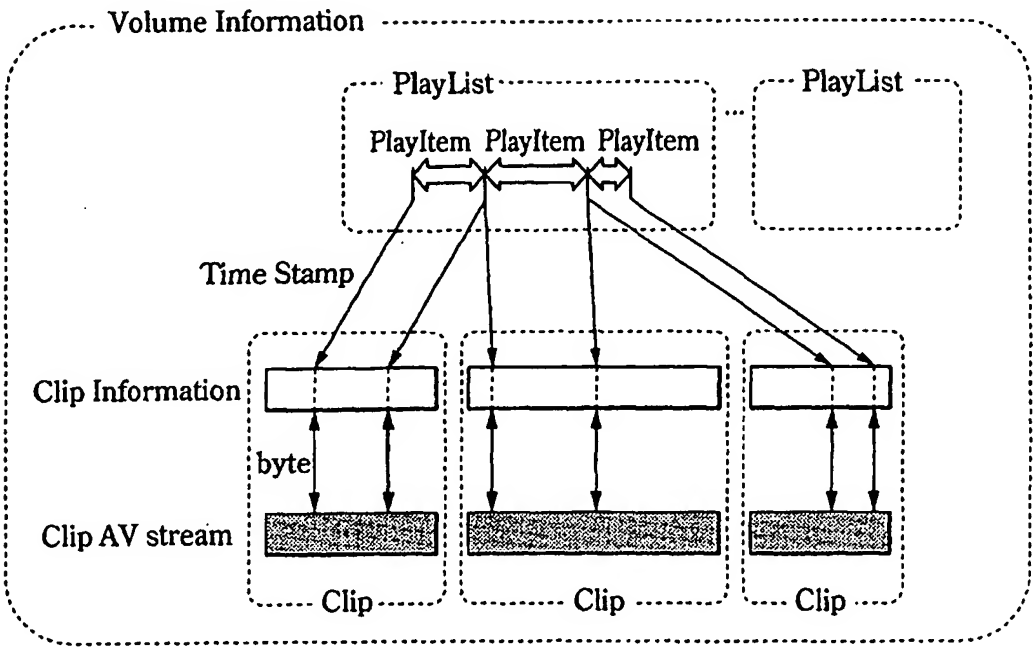 Volume Information
PlayList
...
PlayList
PlayItem PlayItem PlayItem
Time Stamp
Clip Information
byte
Clip AV stream
Clip
Clip
Clip